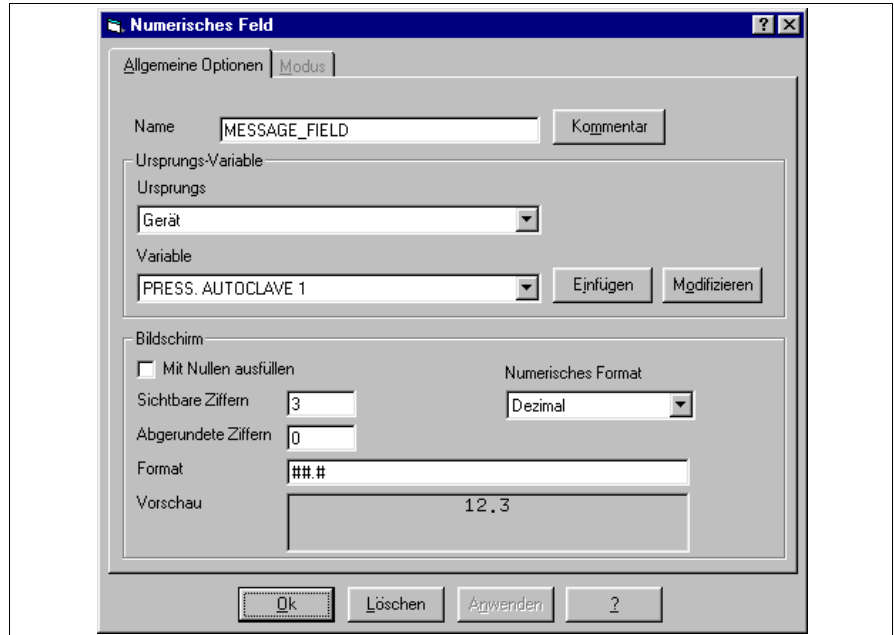 Numerisches Feld
Allgemeine Optionen Modus
Name MESSAGE_FIELD Kommentar
Ursprungs-Variable
Ursprungs
Gerät
Variable
PRESS. AUTOCLAVE 1 Einfügen Modifizieren
Bildschirm
Mit Nullen ausfüllen
Numerisches Format
Sichtbare Ziffern 3 Dezimal
Abgerundete Ziffern 0
Format ##.#
Vorschau 12.3
Ok Löschen Anwenden ?